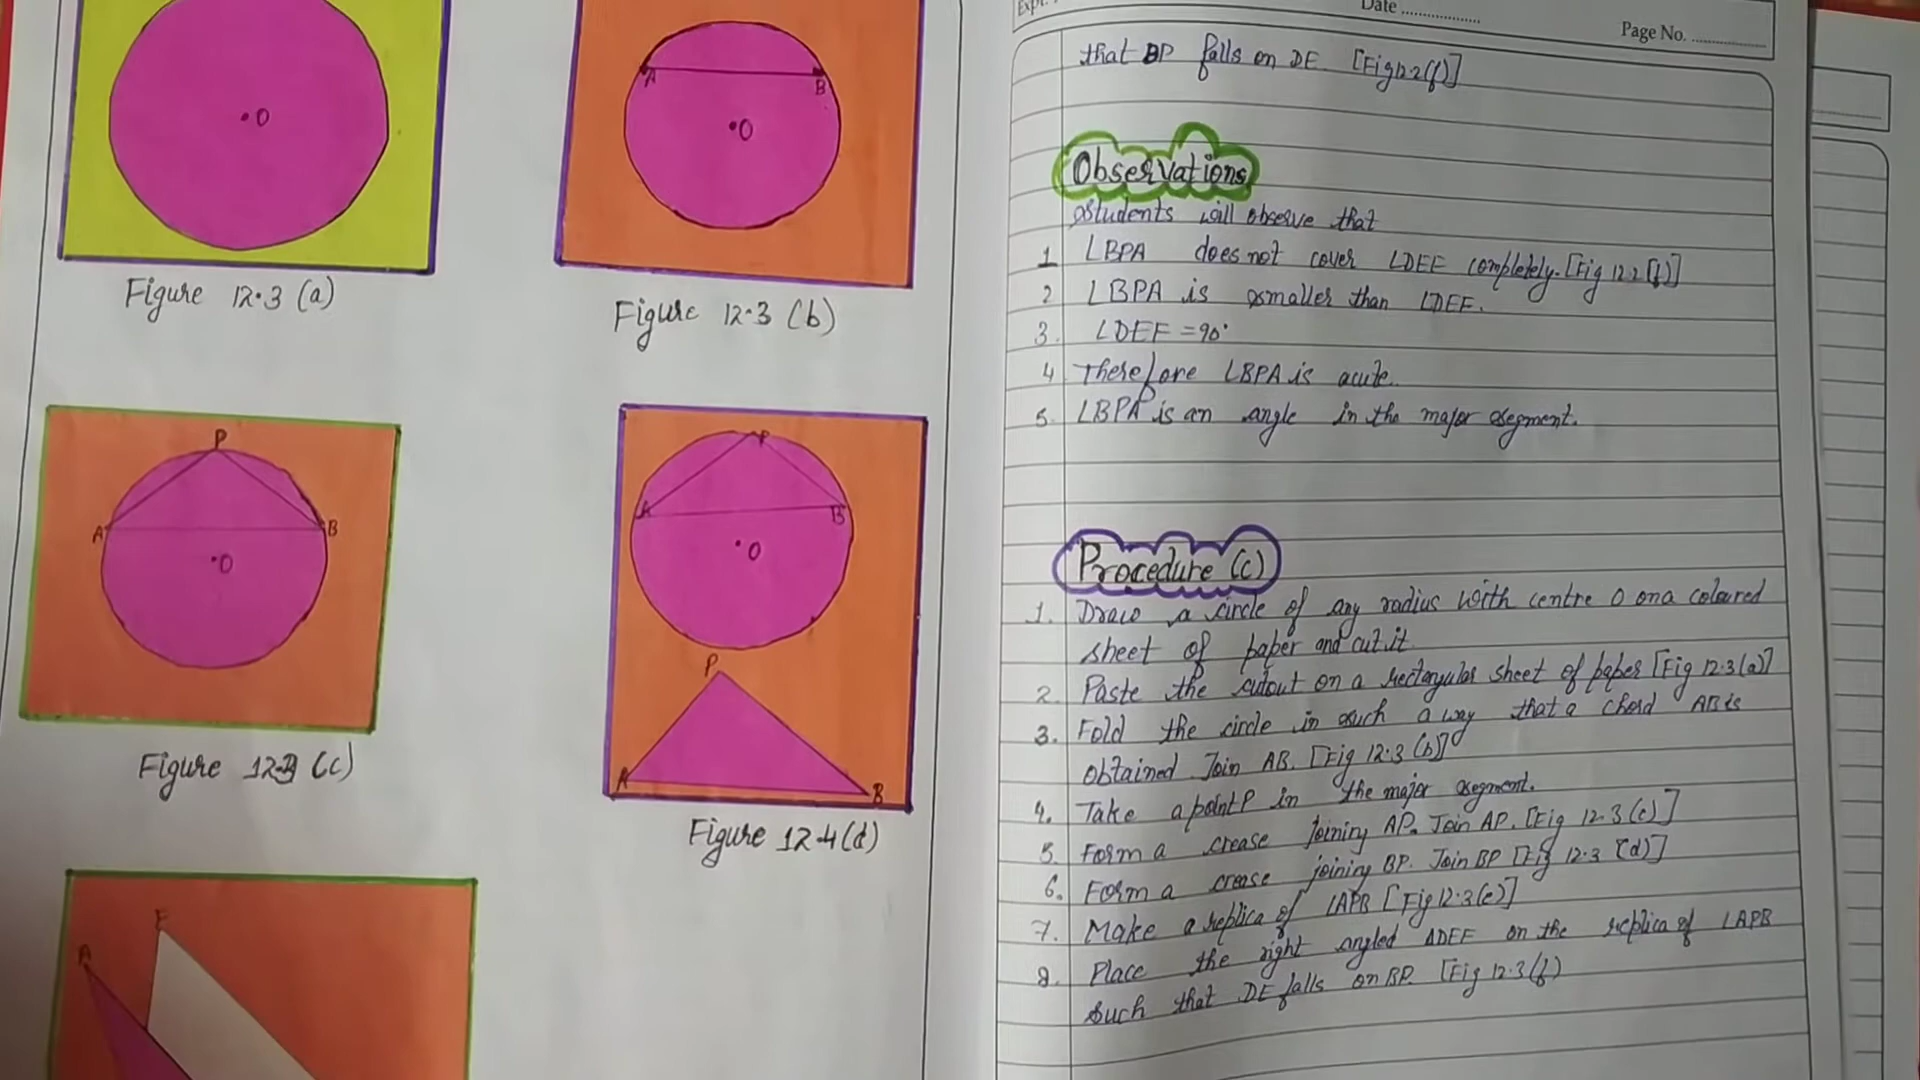 O
A
B
O
Figure 12.3 (a)
Figure 12.3 (b)
P
A
B
O
P
A
B
O
P
A
B
Figure 12.3 (c)
Figure 12.4 (d)
F
A
Expt.
Date
Page No.
that BP falls on DE [Fig 12.2(f)]
Observations
students will observe that
1 ∠BPA does not cover ∠DEF completely. [Fig 12.2 (f)]
2 ∠BPA is smaller than ∠DEF.
3. ∠DEF = 90°
4 Therefore ∠BPA is acute.
5. ∠BPA is an angle in the major segment.
Procedure (c)
1. Draw a circle of any radius with centre O on a coloured
sheet of paper and cut it.
2. Paste the cutout on a rectangular sheet of paper [Fig 12.3(a)]
3. Fold the circle in such a way that a chord AB is
obtained. Join AB. [Fig 12.3 (b)]
4. Take a point P in the major segment.
5. Form a crease joining AP. Join AP. [Fig 12.3(c)]
6. Form a crease joining BP. Join BP [Fig 12.3 (d)]
7. Make a replica of ∠APB [Fig 12.3(e)]
8. Place the right angled ΔDEF on the replica of ∠APB
such that DE falls on BP. [Fig 12.3(f)